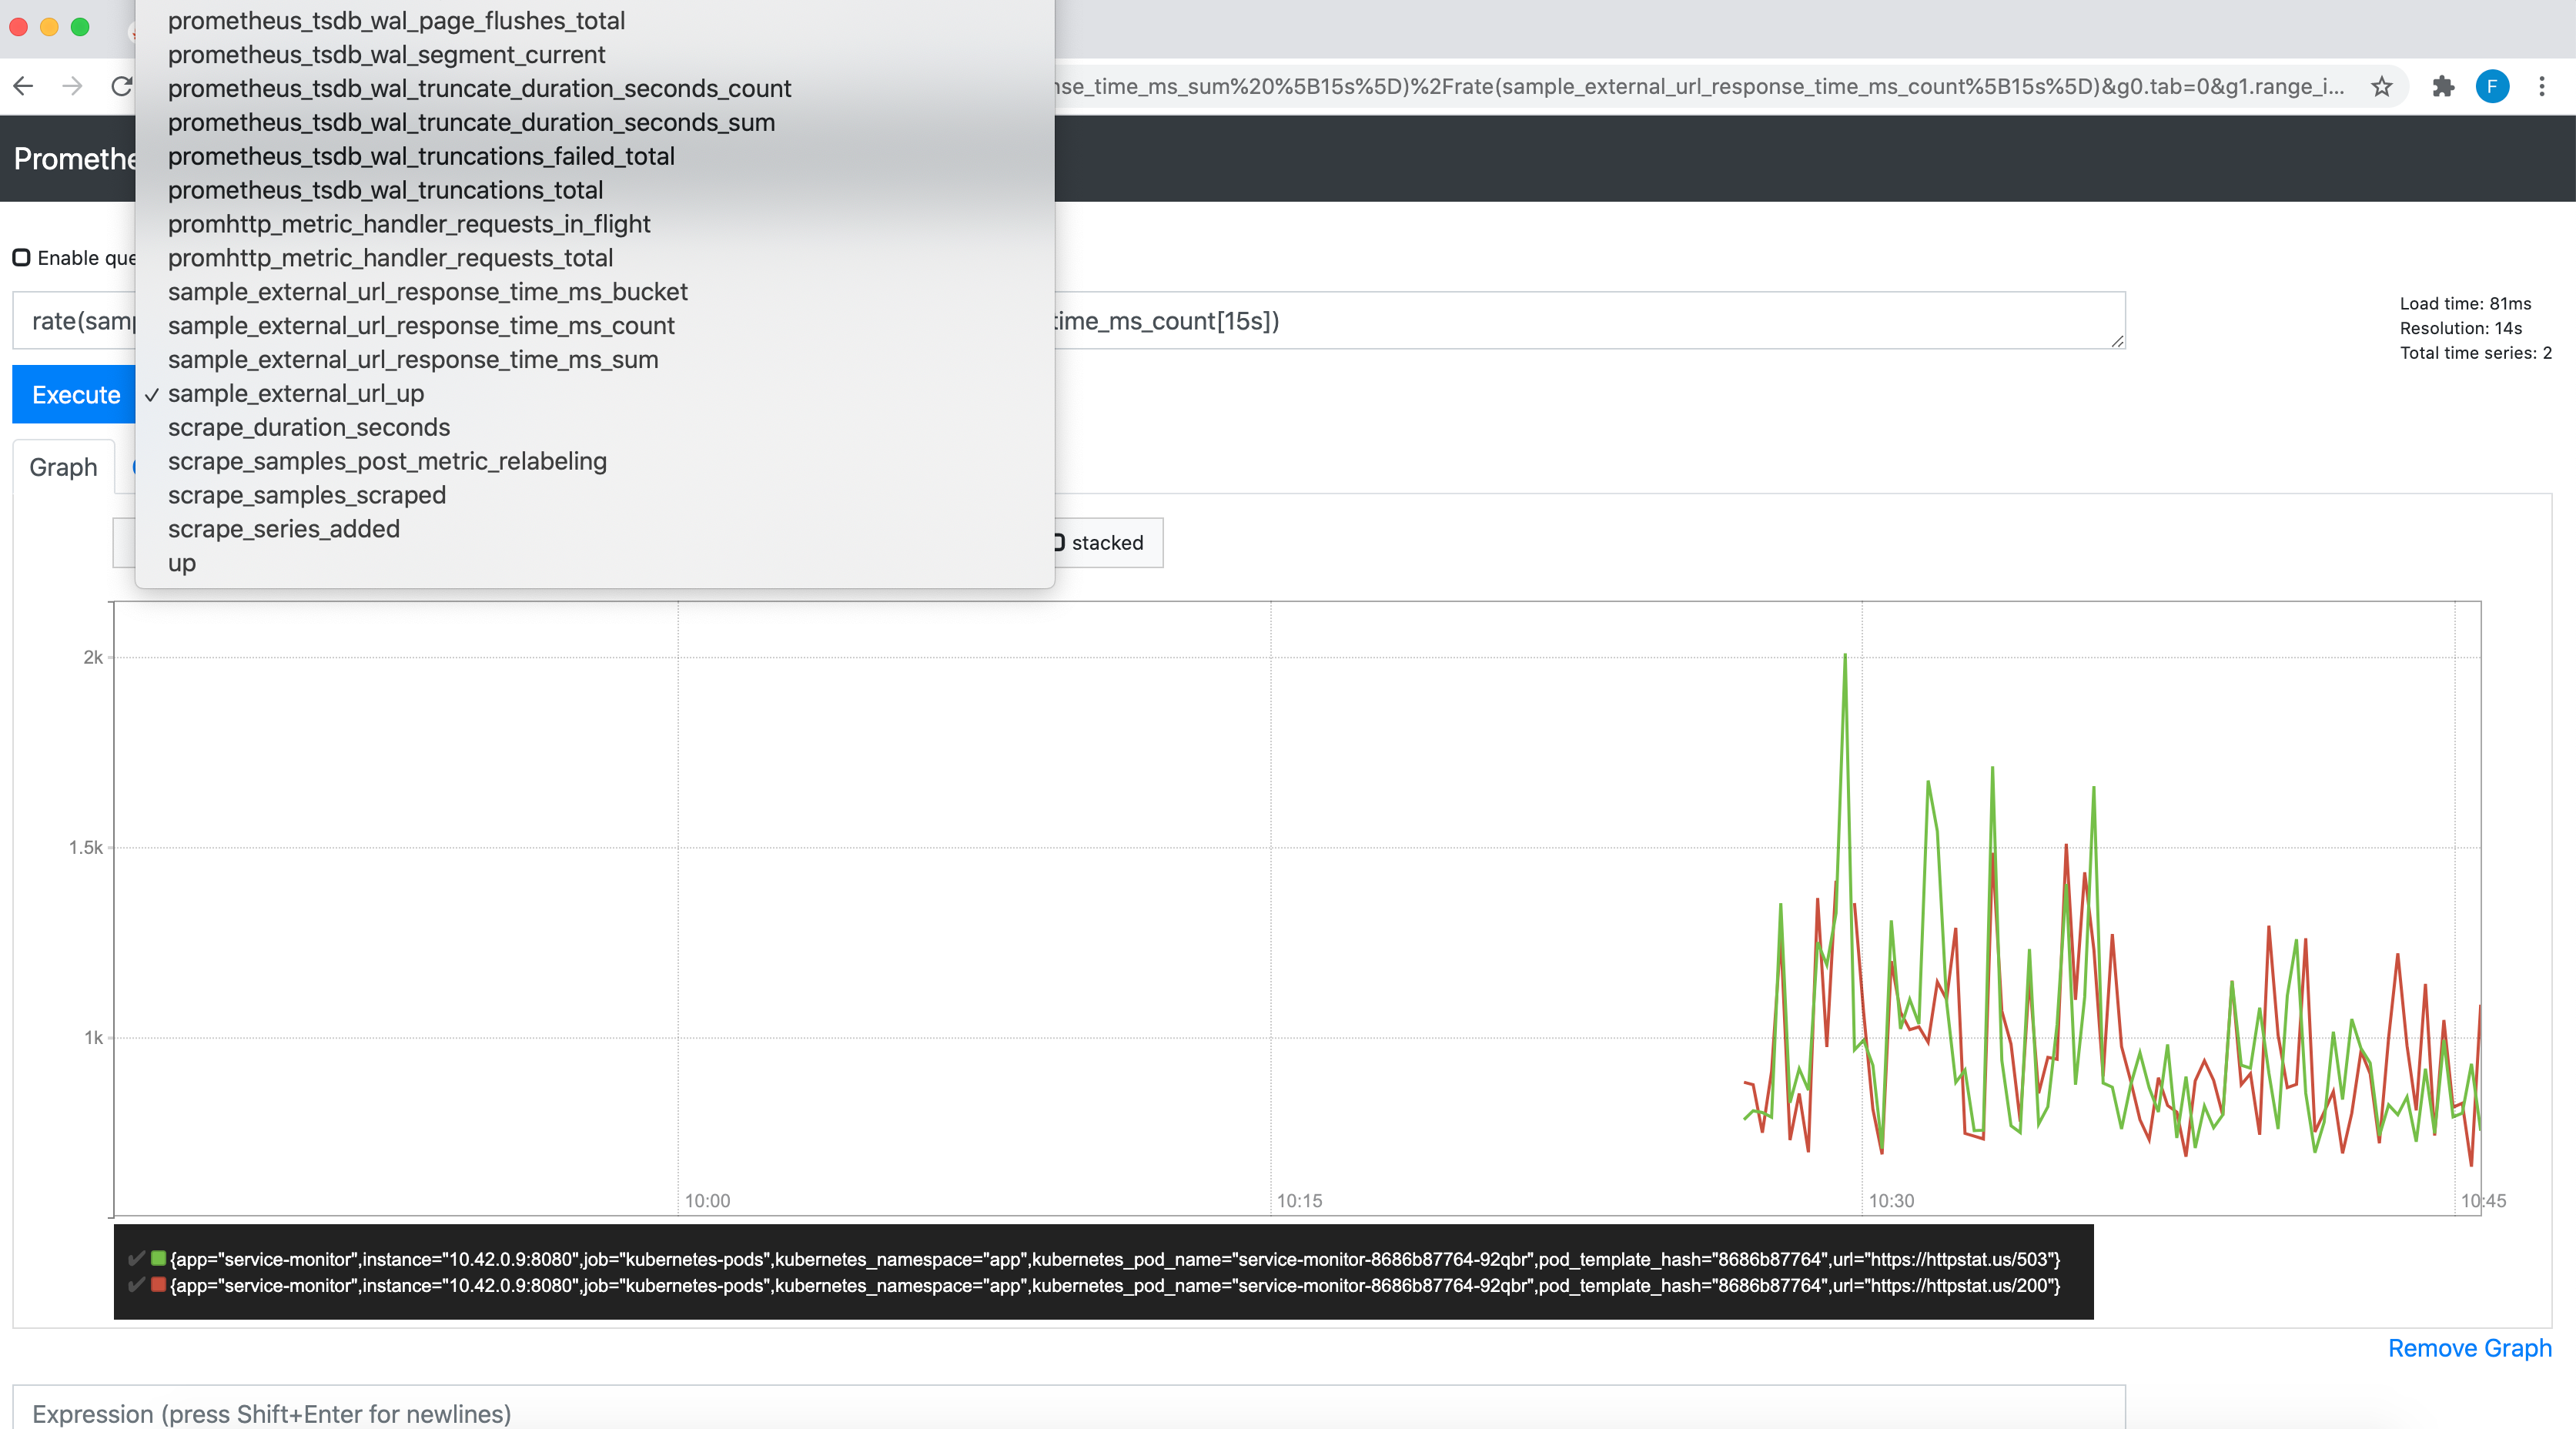 prometheus_tsdb_wal_page_flushes_total
prometheus_tsdb_wal_segment_current
prometheus_tsdb_wal_truncate_duration_seconds_count
prometheus_tsdb_wal_truncate_duration_seconds_sum
prometheus_tsdb_wal_truncations_failed_total
prometheus_tsdb_wal_truncations_total
promhttp_metric_handler_requests_in_flight
promhttp_metric_handler_requests_total
sample_external_url_response_time_ms_bucket
sample_external_url_response_time_ms_count
sample_external_url_response_time_ms_sum
sample_external_url_up
scrape_duration_seconds
scrape_samples_post_metric_relabeling
scrape_samples_scraped
scrape_series_added
up
nse_time_ms_sum%20%5B15s%5D)%2Frate(sample_external_url_response_time_ms_count%5B15s%5D)&g0.tab=0&g1.range_i...
F
Promethe
Enable que
rate(samp
time_ms_count[15s])
Load time: 81ms
Resolution: 14s
Total time series: 2
Execute
Graph
stacked
2k
1.5k
1k
10:00
10:15
10:30
10:45
{app="service-monitor",instance="10.42.0.9:8080",job="kubernetes-pods",kubernetes_namespace="app",kubernetes_pod_name="service-monitor-8686b87764-92qbr",pod_template_hash="8686b87764",url="https://httpstat.us/503"}
{app="service-monitor",instance="10.42.0.9:8080",job="kubernetes-pods",kubernetes_namespace="app",kubernetes_pod_name="service-monitor-8686b87764-92qbr",pod_template_hash="8686b87764",url="https://httpstat.us/200"}
Remove Graph
Expression (press Shift+Enter for newlines)